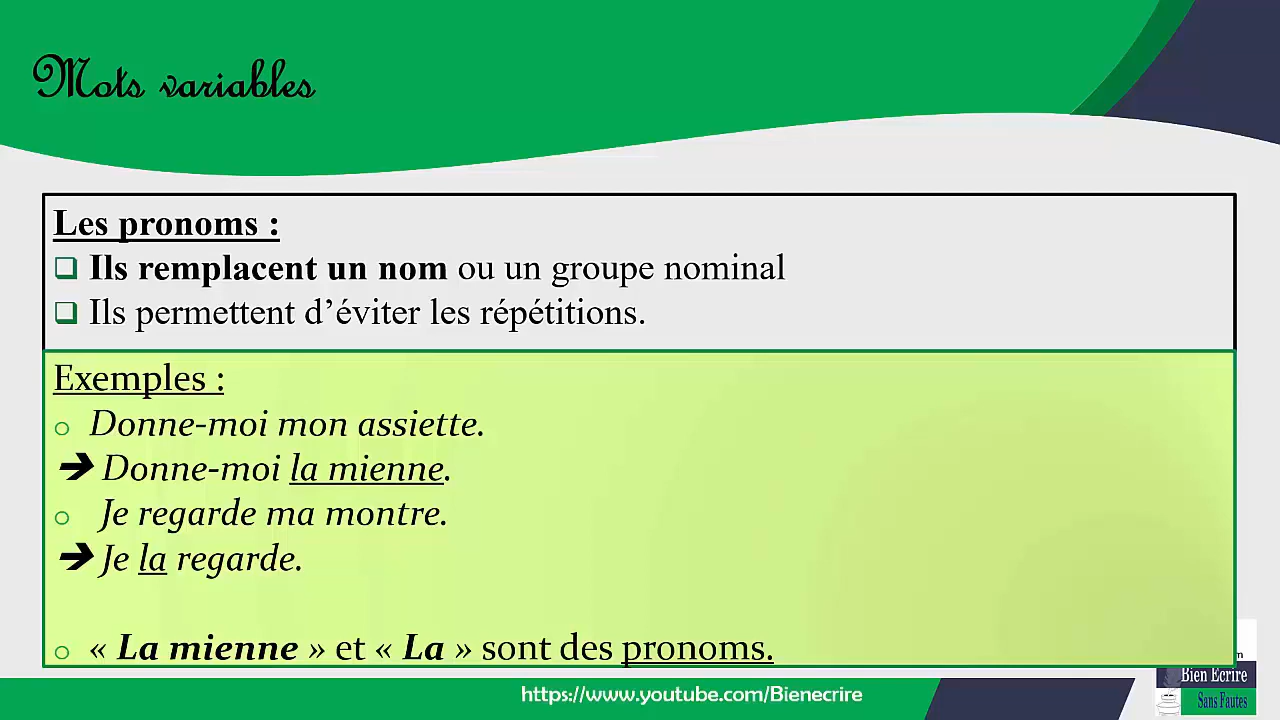 Mots variables
Les pronoms :
❑ Ils remplacent un nom ou un groupe nominal
❑ Ils permettent d’éviter les répétitions.
Exemples :
o Donne-moi mon assiette.
➔ Donne-moi la mienne.
o Je regarde ma montre.
➔ Je la regarde.
o « La mienne » et « La » sont des pronoms.
https://www.youtube.com/Bienecrire
Bien Ecrire
Sans Fautes